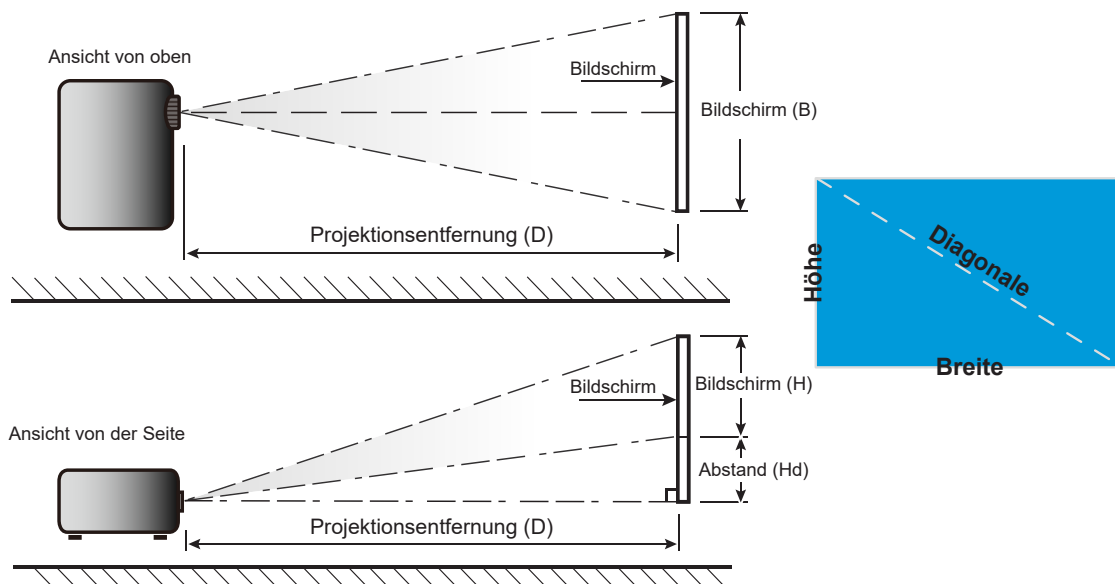 Ansicht von oben
Bildschirm
Bildschirm (B)
Projektionsentfernung (D)
Höhe
Diagonale
Breite
Ansicht von der Seite
Bildschirm
Bildschirm (H)
Abstand (Hd)
Projektionsentfernung (D)